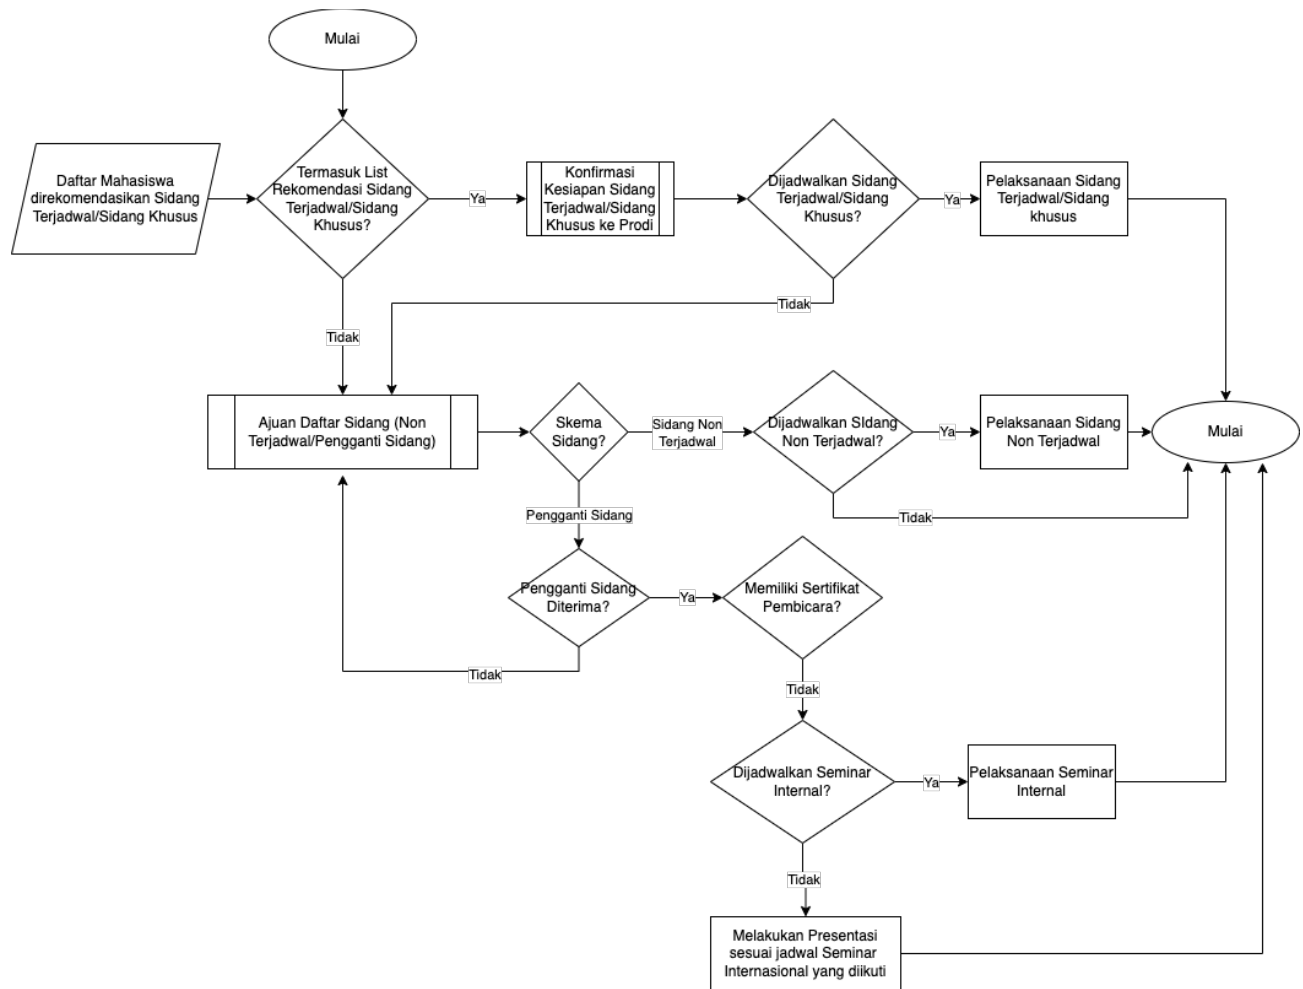 Mulai
Daftar Mahasiswa
direkomendasikan Sidang
Terjadwal/Sidang Khusus
Termasuk List
Rekomendasi Sidang
Terjadwal/Sidang
Khusus?
Ya
Konfirmasi
Kesiapan Sidang
Terjadwal/Sidang
Khusus ke Prodi
Dijadwalkan Sidang
Terjadwal/Sidang
Khusus?
Ya
Pelaksanaan Sidang
Terjadwal/Sidang
khusus
Tidak
Tidak
Ajuan Daftar Sidang (Non
Terjadwal/Pengganti Sidang)
Skema
Sidang?
Sidang Non
Terjadwal
Dijadwalkan SIdang
Non Terjadwal?
Ya
Pelaksanaan Sidang
Non Terjadwal
Mulai
Tidak
Pengganti Sidang
Pengganti Sidang
Diterima?
Ya
Memiliki Sertifikat
Pembicara?
Tidak
Tidak
Dijadwalkan Seminar
Internal?
Ya
Pelaksanaan Seminar
Internal
Tidak
Melakukan Presentasi
sesuai jadwal Seminar
Internasional yang diikuti